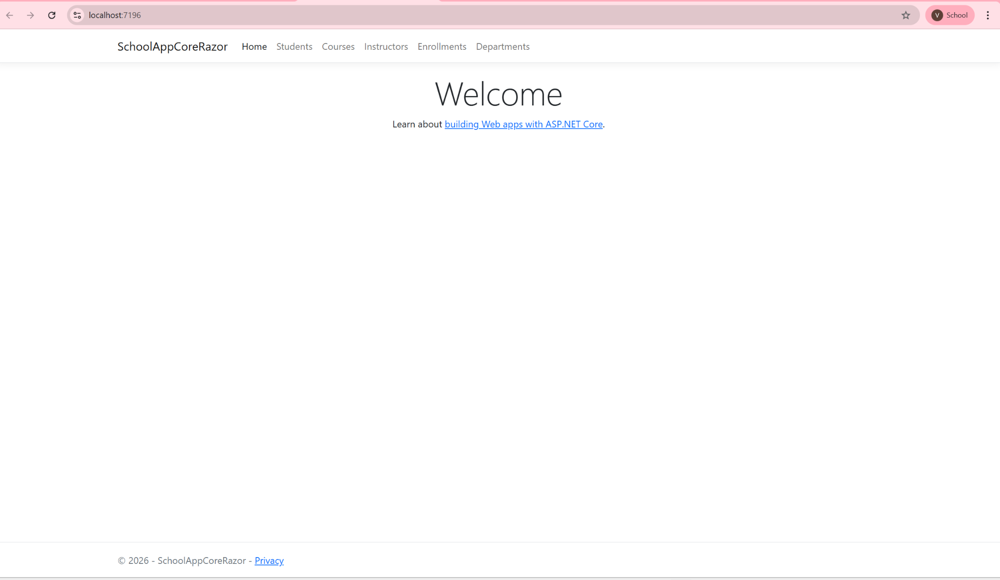 localhost:7196
V School
SchoolAppCoreRazor Home Students Courses Instructors Enrollments Departments
Welcome
Learn about building Web apps with ASP.NET Core.
© 2026 - SchoolAppCoreRazor - Privacy